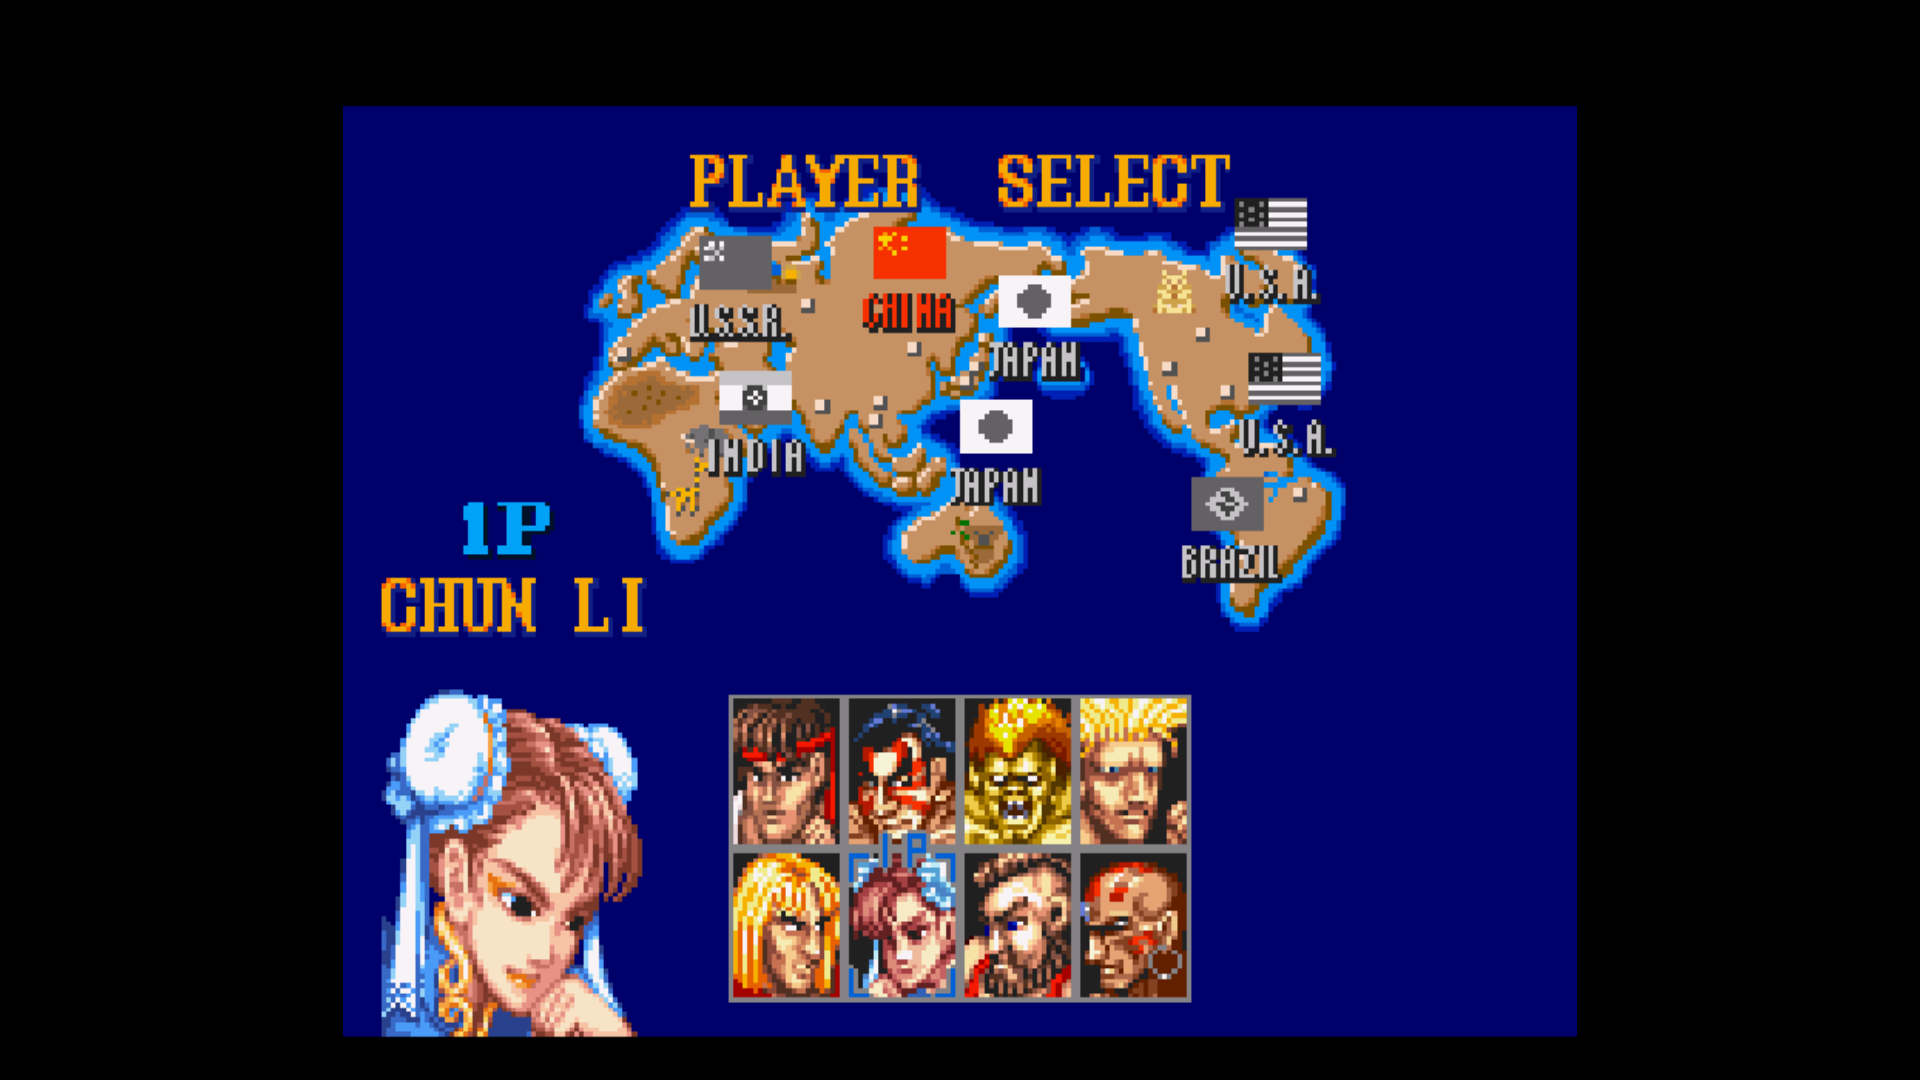 PLAYER SELECT
U.S.A.
U.S.S.R.
CHINA
JAPAN
U.S.A.
INDIA
JAPAN
BRAZIL
1P
CHUN LI
1P